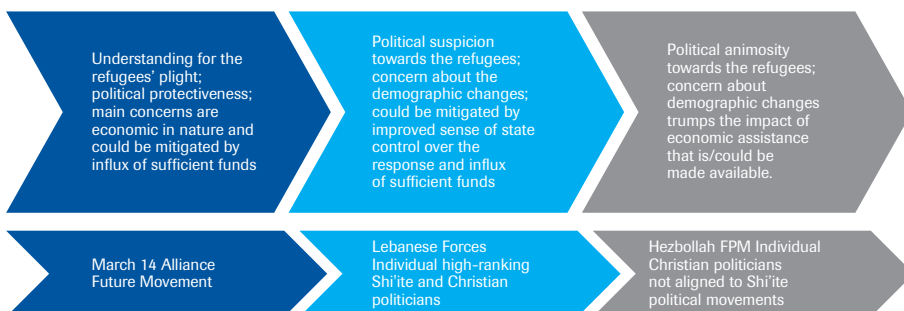 Understanding for the
refugees' plight;
political protectiveness;
main concerns are
economic in nature and
could be mitigated by
influx of sufficient funds
Political suspicion
towards the refugees;
concern about the
demographic changes;
could be mitigated by
improved sense of state
control over the
response and influx
of sufficient funds
Political animosity
towards the refugees;
concern about
demographic changes
trumps the impact of
economic assistance
that is/could be
made available.
March 14 Alliance
Future Movement
Lebanese Forces
Individual high-ranking
Shi'ite and Christian
politicians
Hezbollah FPM Individual
Christian politicians
not aligned to Shi'ite
political movements